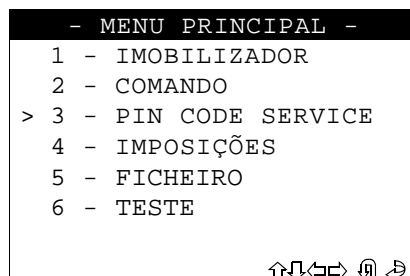 - MENU PRINCIPAL -
1 - IMOBILIZADOR
2 - COMANDO
> 3 - PIN CODE SERVICE
4 - IMPOSIÇÕES
5 - FICHEIRO
6 - TESTE